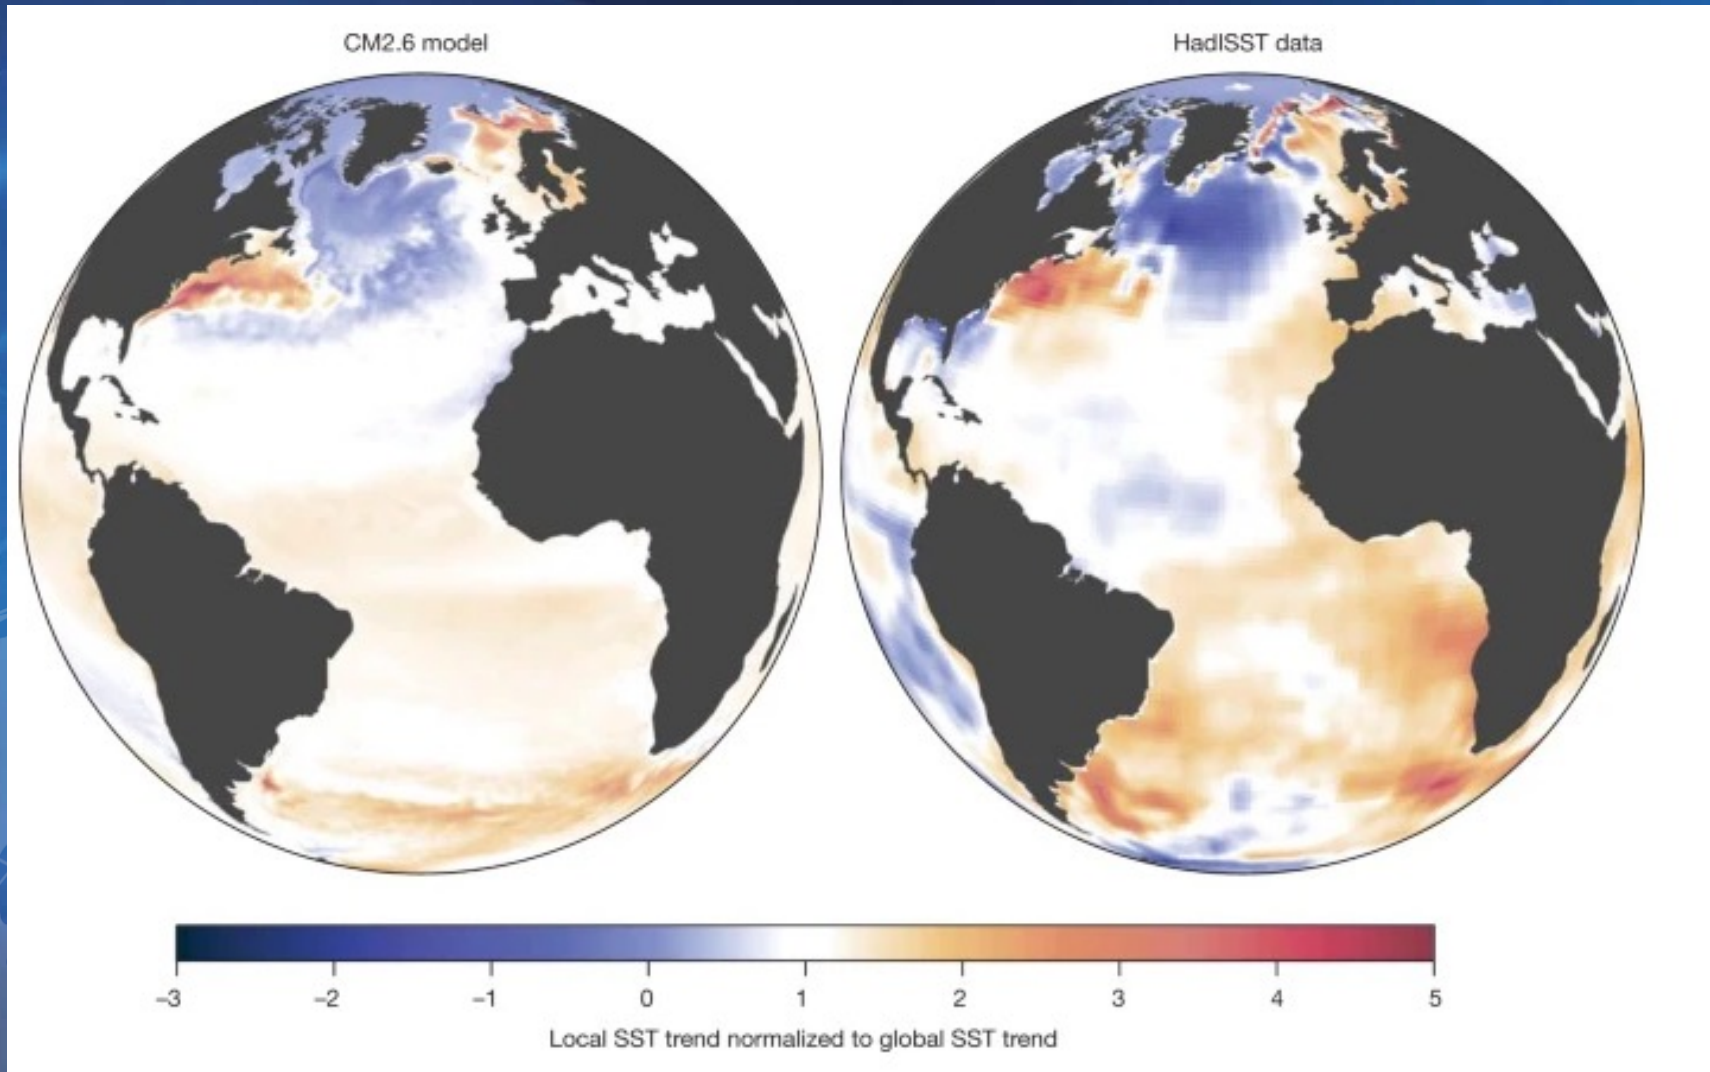 CM2.6 model
HadISST data
–3 –2 –1 0 1 2 3 4 5
Local SST trend normalized to global SST trend